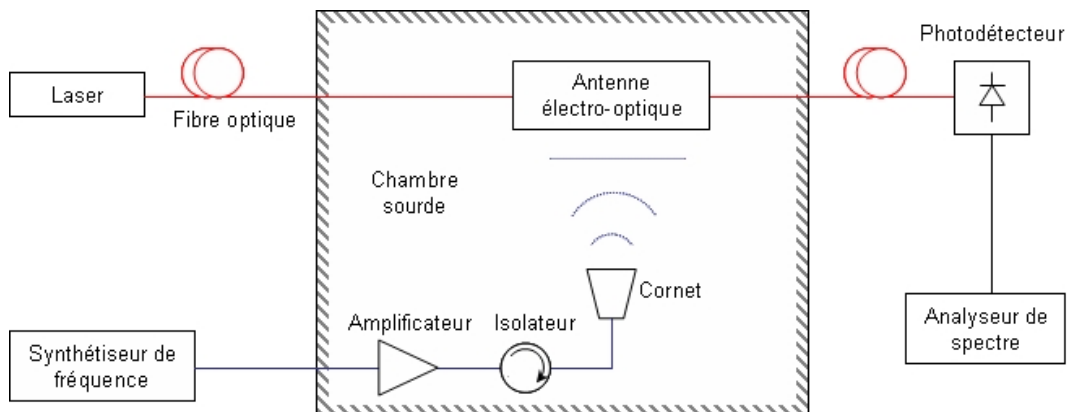 Photodétecteur
Laser
Antenne
électro-optique
Fibre optique
Chambre
sourde
Cornet
Amplificateur
Isolateur
Analyseur de
spectre
Synthétiseur de
fréquence